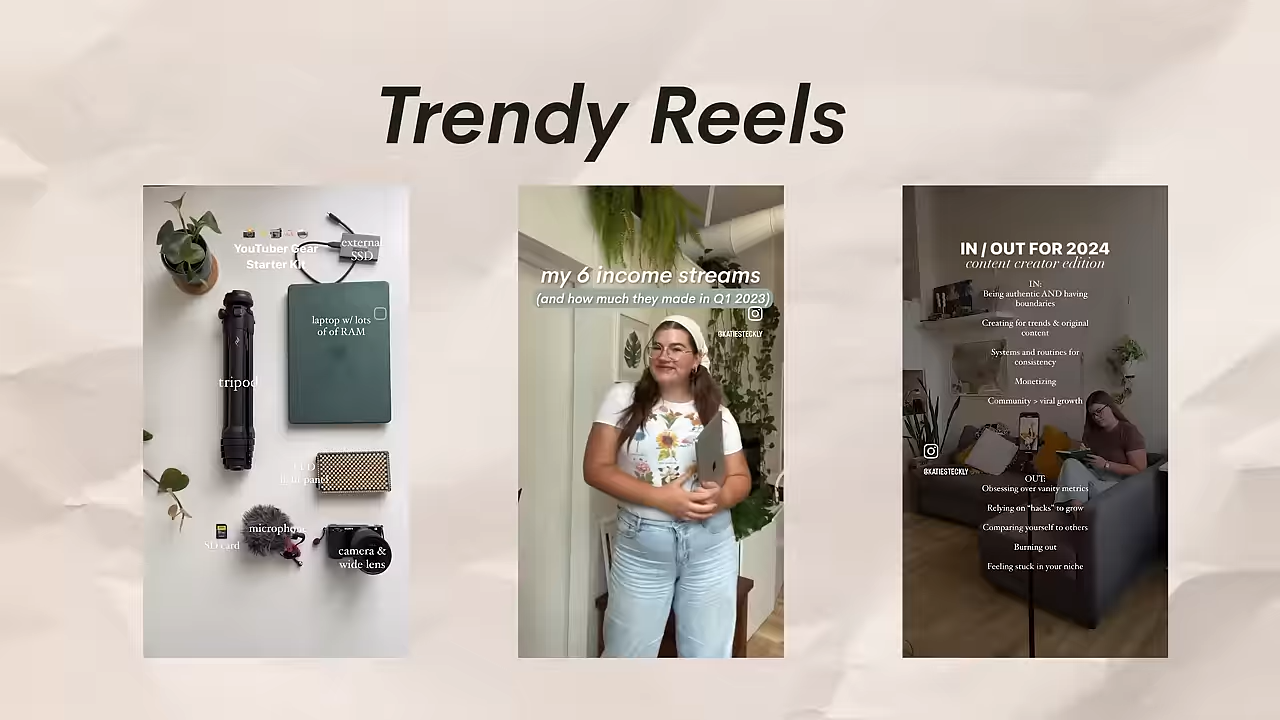 Trendy Reels
YouTuber Gear
Starter Kit
external
SSD
laptop w/ lots
of of RAM
tripod
LED
light panel
microphone
SD card
camera &
wide lens
my 6 income streams
(and how much they made in Q1 2023)
@KATIESTECKLY
IN / OUT FOR 2024
content creator edition
IN:
Being authentic AND having
boundaries
Creating for trends & original
content
Systems and routines for
consistency
Monetizing
Community > viral growth
@KATIESTECKLY
OUT:
Obsessing over vanity metrics
Relying on "hacks" to grow
Comparing yourself to others
Burning out
Feeling stuck in your niche